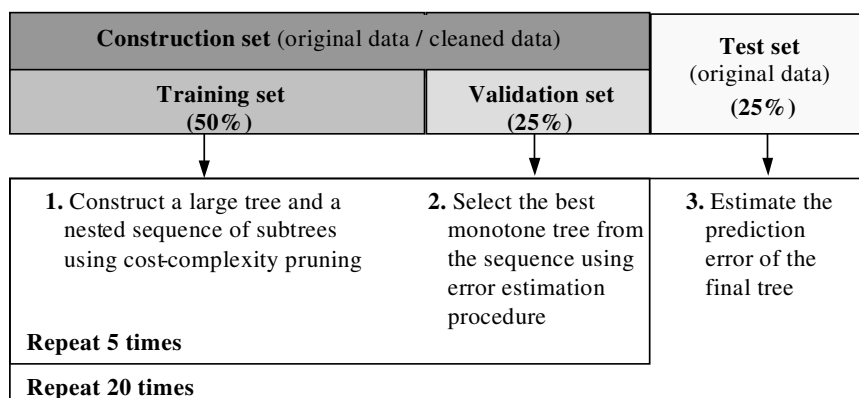 Construction set (original data / cleaned data)
Test set
(original data)
(25%)
Training set
(50%)
Validation set
(25%)
1. Construct a large tree and a
nested sequence of subtrees
using cost-complexity pruning
2. Select the best
monotone tree from
the sequence using
error estimation
procedure
3. Estimate the
prediction
error of the
final tree
Repeat 5 times
Repeat 20 times